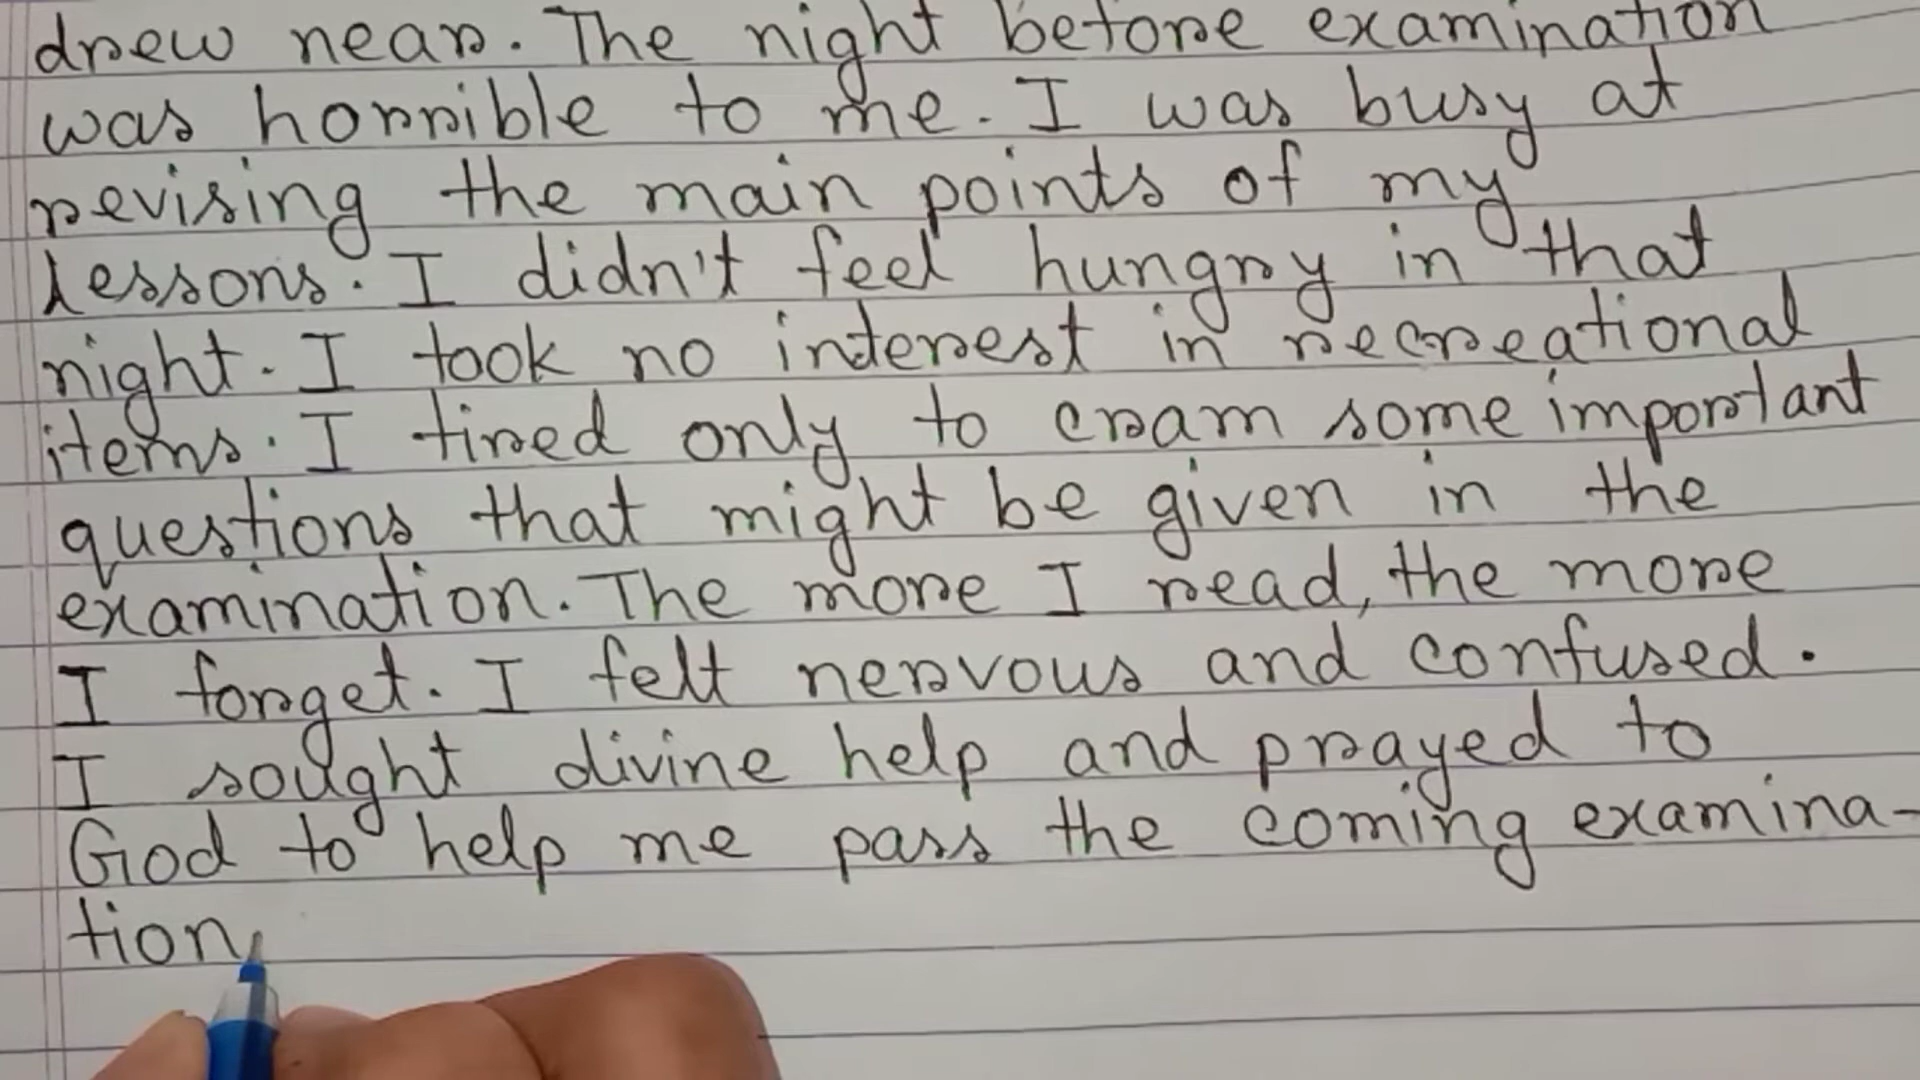 drew near. The night before examination
was horrible to me. I was busy at
revising the main points of my
lessons. I didn't feel hungry in that
night. I took no interest in recreational
items. I tired only to cram some important
questions that might be given in the
examination. The more I read, the more
I forget. I felt nervous and confused.
I sought divine help and prayed to
God to help me pass the coming examina-
tion